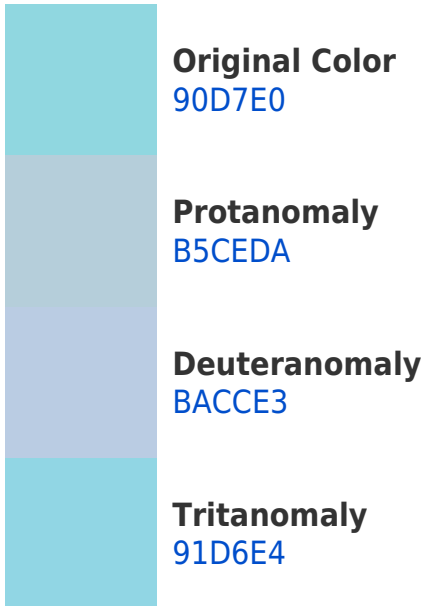 Original Color
90D7E0
Protanomaly
B5CEDA
Deuteranomaly
BACCE3
Tritanomaly
91D6E4